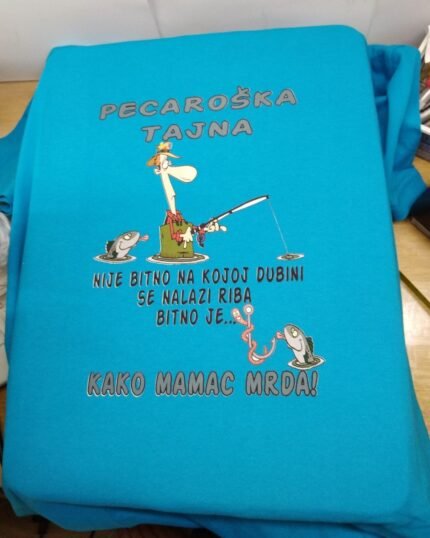 PECAROŠKA
TAJNA
NIJE BITNO NA KOJOJ DUBINI
SE NALAZI RIBA
BITNO JE...
KAKO MAMAC MRDA!